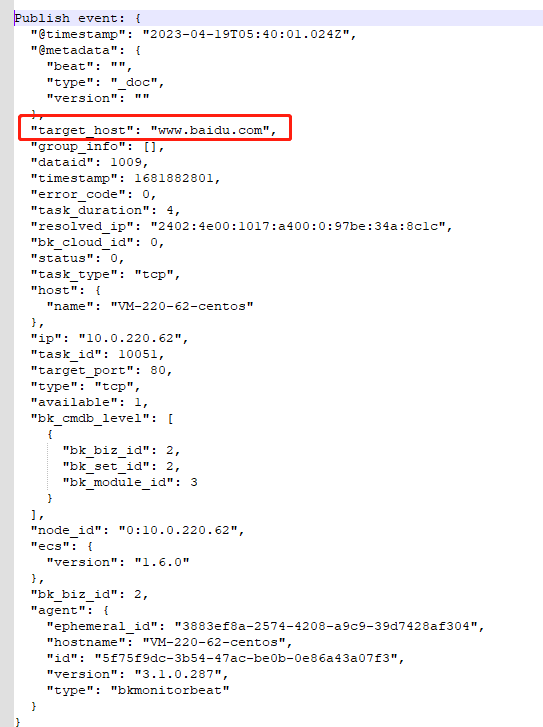 Publish event: {
"@timestamp": "2023-04-19T05:40:01.024Z",
"@metadata": {
"beat": "",
"type": "_doc",
"version": ""
},
"target_host": "www.baidu.com",
"group_info": [],
"dataid": 1009,
"timestamp": 1681882801,
"error_code": 0,
"task_duration": 4,
"resolved_ip": "2402:4e00:1017:a400:0:97be:34a:8c1c",
"bk_cloud_id": 0,
"status": 0,
"task_type": "tcp",
"host": {
"name": "VM-220-62-centos"
},
"ip": "10.0.220.62",
"task_id": 10051,
"target_port": 80,
"type": "tcp",
"available": 1,
"bk_cmdb_level": [
{
"bk_biz_id": 2,
"bk_set_id": 2,
"bk_module_id": 3
}
],
"node_id": "0:10.0.220.62",
"ecs": {
"version": "1.6.0"
},
"bk_biz_id": 2,
"agent": {
"ephemeral_id": "3883ef8a-2574-4208-a9c9-39d7428af304",
"hostname": "VM-220-62-centos",
"id": "5f75f9dc-3b54-47ac-be0b-0e86a43a07f3",
"version": "3.1.0.287",
"type": "bkmonitorbeat"
}
}